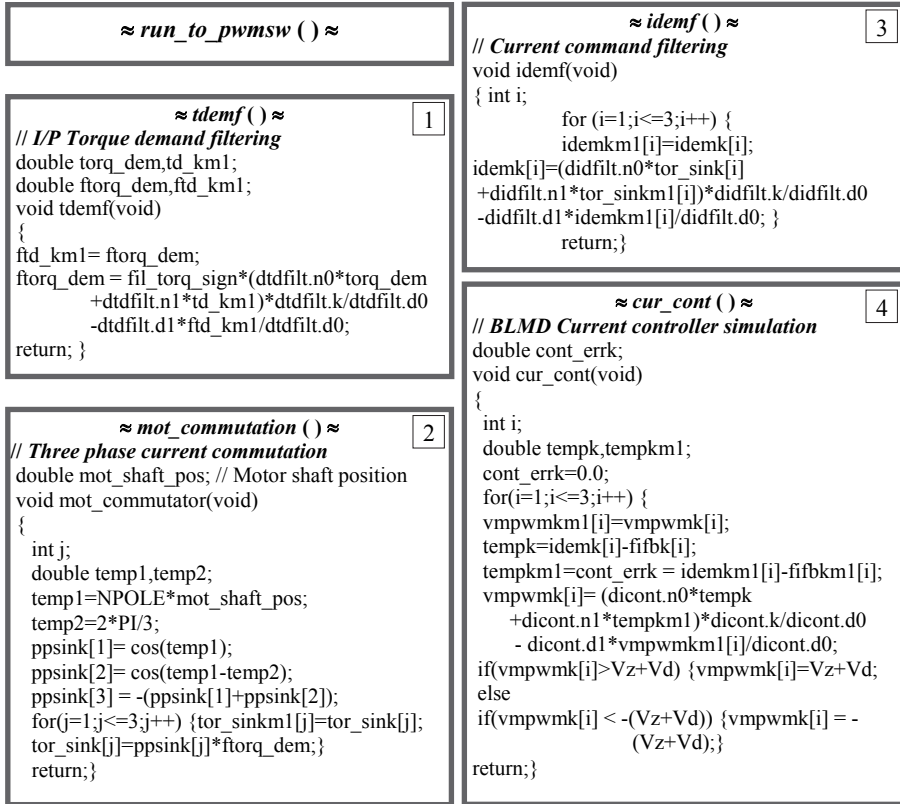 ≈ run_to_pwmsw ( ) ≈
≈ tdemf ( ) ≈
1
// I/P Torque demand filtering
double torq_dem,td_km1;
double ftorq_dem,ftd_km1;
void tdemf(void)
{
ftd_km1= ftorq_dem;
ftorq_dem = fil_torq_sign*(dtdfilt.n0*torq_dem
+dtdfilt.n1*td_km1)*dtdfilt.k/dtdfilt.d0
-dtdfilt.d1*ftd_km1/dtdfilt.d0;
return; }
≈ mot_commutation ( ) ≈
2
// Three phase current commutation
double mot_shaft_pos; // Motor shaft position
void mot_commutator(void)
{
int j;
double temp1,temp2;
temp1=NPOLE*mot_shaft_pos;
temp2=2*PI/3;
ppsink[1]= cos(temp1);
ppsink[2]= cos(temp1-temp2);
ppsink[3] = -(ppsink[1]+ppsink[2]);
for(j=1;j<=3;j++) {tor_sinkm1[j]=tor_sink[j];
tor_sink[j]=ppsink[j]*ftorq_dem;}
return;}
≈ idemf ( ) ≈
3
// Current command filtering
void idemf(void)
{ int i;
for (i=1;i<=3;i++) {
idemkm1[i]=idemk[i];
idemk[i]=(didfilt.n0*tor_sink[i]
+didfilt.n1*tor_sinkm1[i])*didfilt.k/didfilt.d0
-didfilt.d1*idemkm1[i]/didfilt.d0; }
return;}
≈ cur_cont ( ) ≈
4
// BLMD Current controller simulation
double cont_errk;
void cur_cont(void)
{
int i;
double tempk,tempkm1;
cont_errk=0.0;
for(i=1;i<=3;i++) {
vmpwmkm1[i]=vmpwmk[i];
tempk=idemk[i]-fifbk[i];
tempkm1=cont_errk = idemkm1[i]-fifbkm1[i];
vmpwmk[i]= (dicont.n0*tempk
+dicont.n1*tempkm1)*dicont.k/dicont.d0
- dicont.d1*vmpwmkm1[i]/dicont.d0;
if(vmpwmk[i]>Vz+Vd) {vmpwmk[i]=Vz+Vd;
else
if(vmpwmk[i] < -(Vz+Vd)) {vmpwmk[i] = -
(Vz+Vd);}
return;}